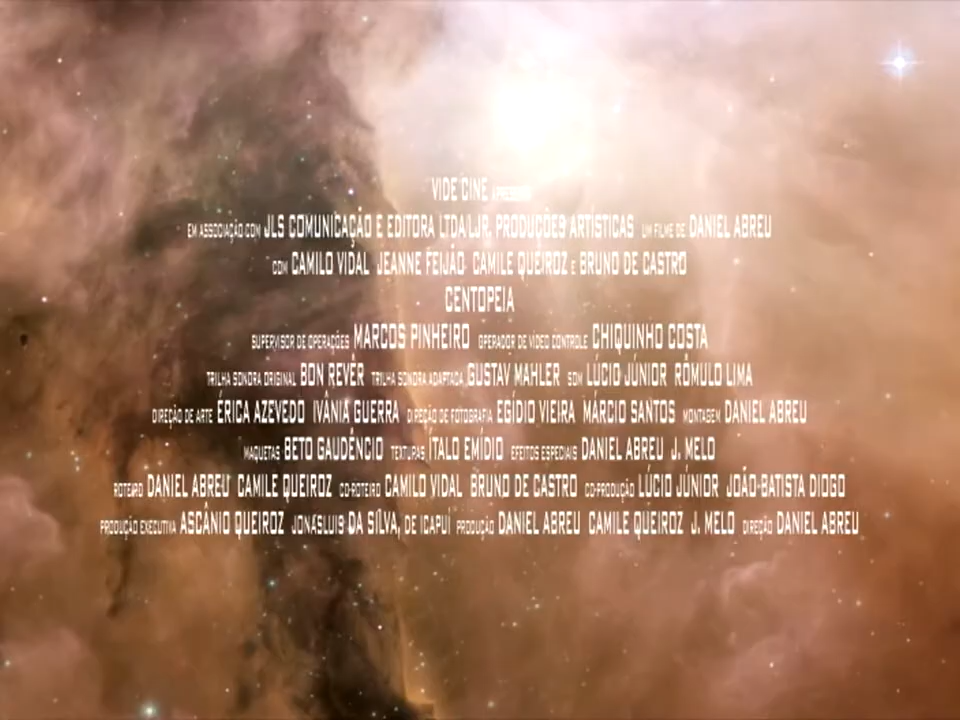 VIDE CINE APRESENTA
EM ASSOCIAÇÃO COM JLS COMUNICAÇÃO E EDITORA LTDA/LJR. PRODUÇÕES ARTÍSTICAS UM FILME DE DANIEL ABREU
COM CAMILO VIDAL JEANNE FEIJÃO CAMILE QUEIROZ E BRUNO DE CASTRO
CENTOPEIA
SUPERVISOR DE OPERAÇÕES MARCOS PINHEIRO OPERADOR DE VÍDEO CONTROLE CHIQUINHO COSTA
TRILHA SONORA ORIGINAL BON REVÊR TRILHA SONORA ADAPTADA GUSTAV MAHLER SOM LÚCIO JÚNIOR RÔMULO LIMA
DIREÇÃO DE ARTE ÉRICA AZEVEDO IVÂNIA GUERRA DIREÇÃO DE FOTOGRAFIA EGÍDIO VIEIRA MÁRCIO SANTOS MONTAGEM DANIEL ABREU
MAQUETAS BETO GAUDÊNCIO TEXTURAS ÍTALO EMÍDIO EFEITOS ESPECIAIS DANIEL ABREU J. MELO
ROTEIRO DANIEL ABREU CAMILE QUEIROZ CO-ROTEIRO CAMILO VIDAL BRUNO DE CASTRO CO-PRODUÇÃO LÚCIO JÚNIOR JOÃO BATISTA DIOGO
PRODUÇÃO EXECUTIVA ASCÂNIO QUEIROZ JONASLUIS DA SILVA, DE ICAPUÍ PRODUÇÃO DANIEL ABREU CAMILE QUEIROZ J. MELO DIREÇÃO DANIEL ABREU